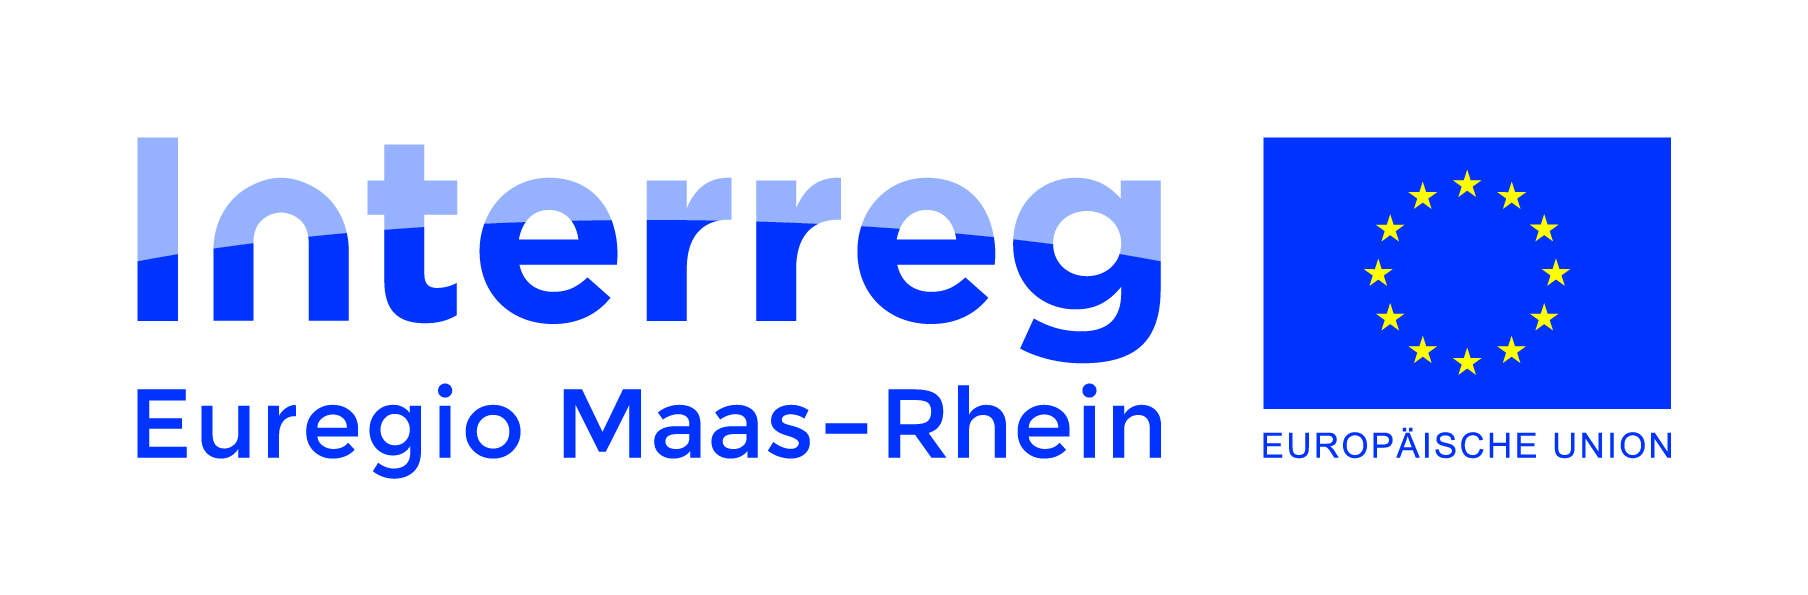 Interreg
Euregio Maas-Rhein
EUROPÄISCHE UNION